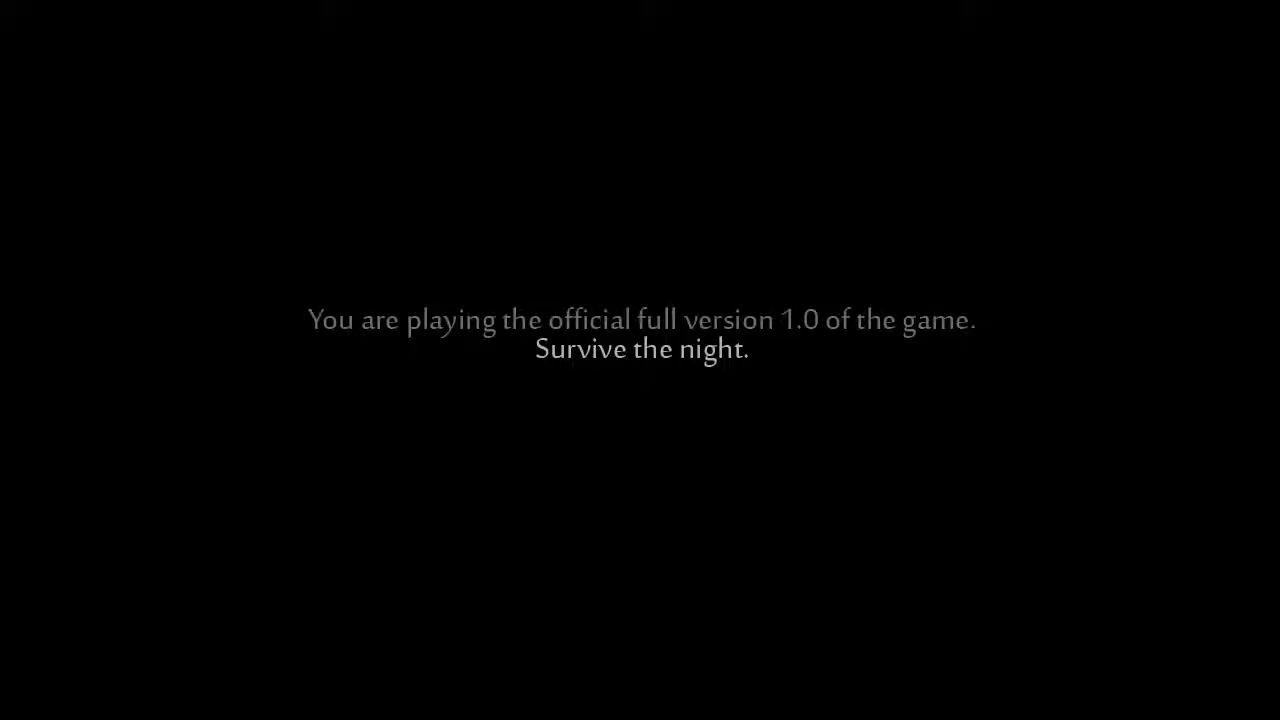 You are playing the official full version 1.0 of the game.
Survive the night.